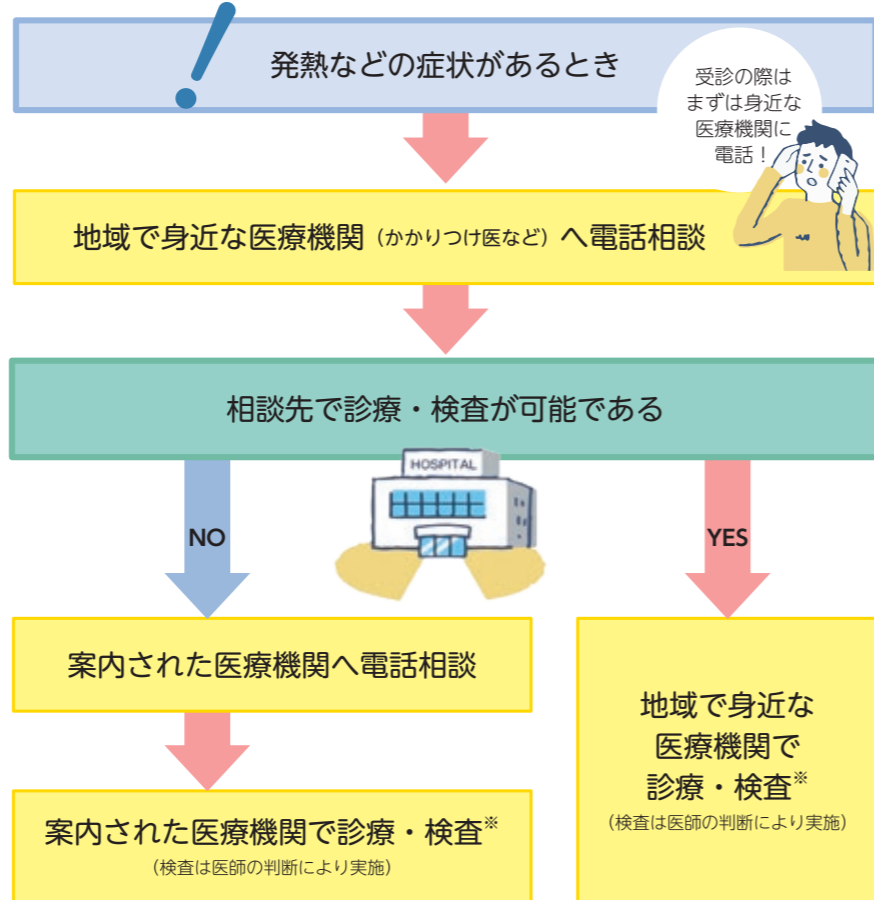 発熱などの症状があるとき
受診の際は
まずは身近な
医療機関に
電話！
地域で身近な医療機関（かかりつけ医など）へ電話相談
相談先で診療・検査が可能である
HOSPITAL
NO
YES
案内された医療機関へ電話相談
案内された医療機関で診療・検査※
（検査は医師の判断により実施）
地域で身近な
医療機関で
診療・検査※
（検査は医師の判断により実施）